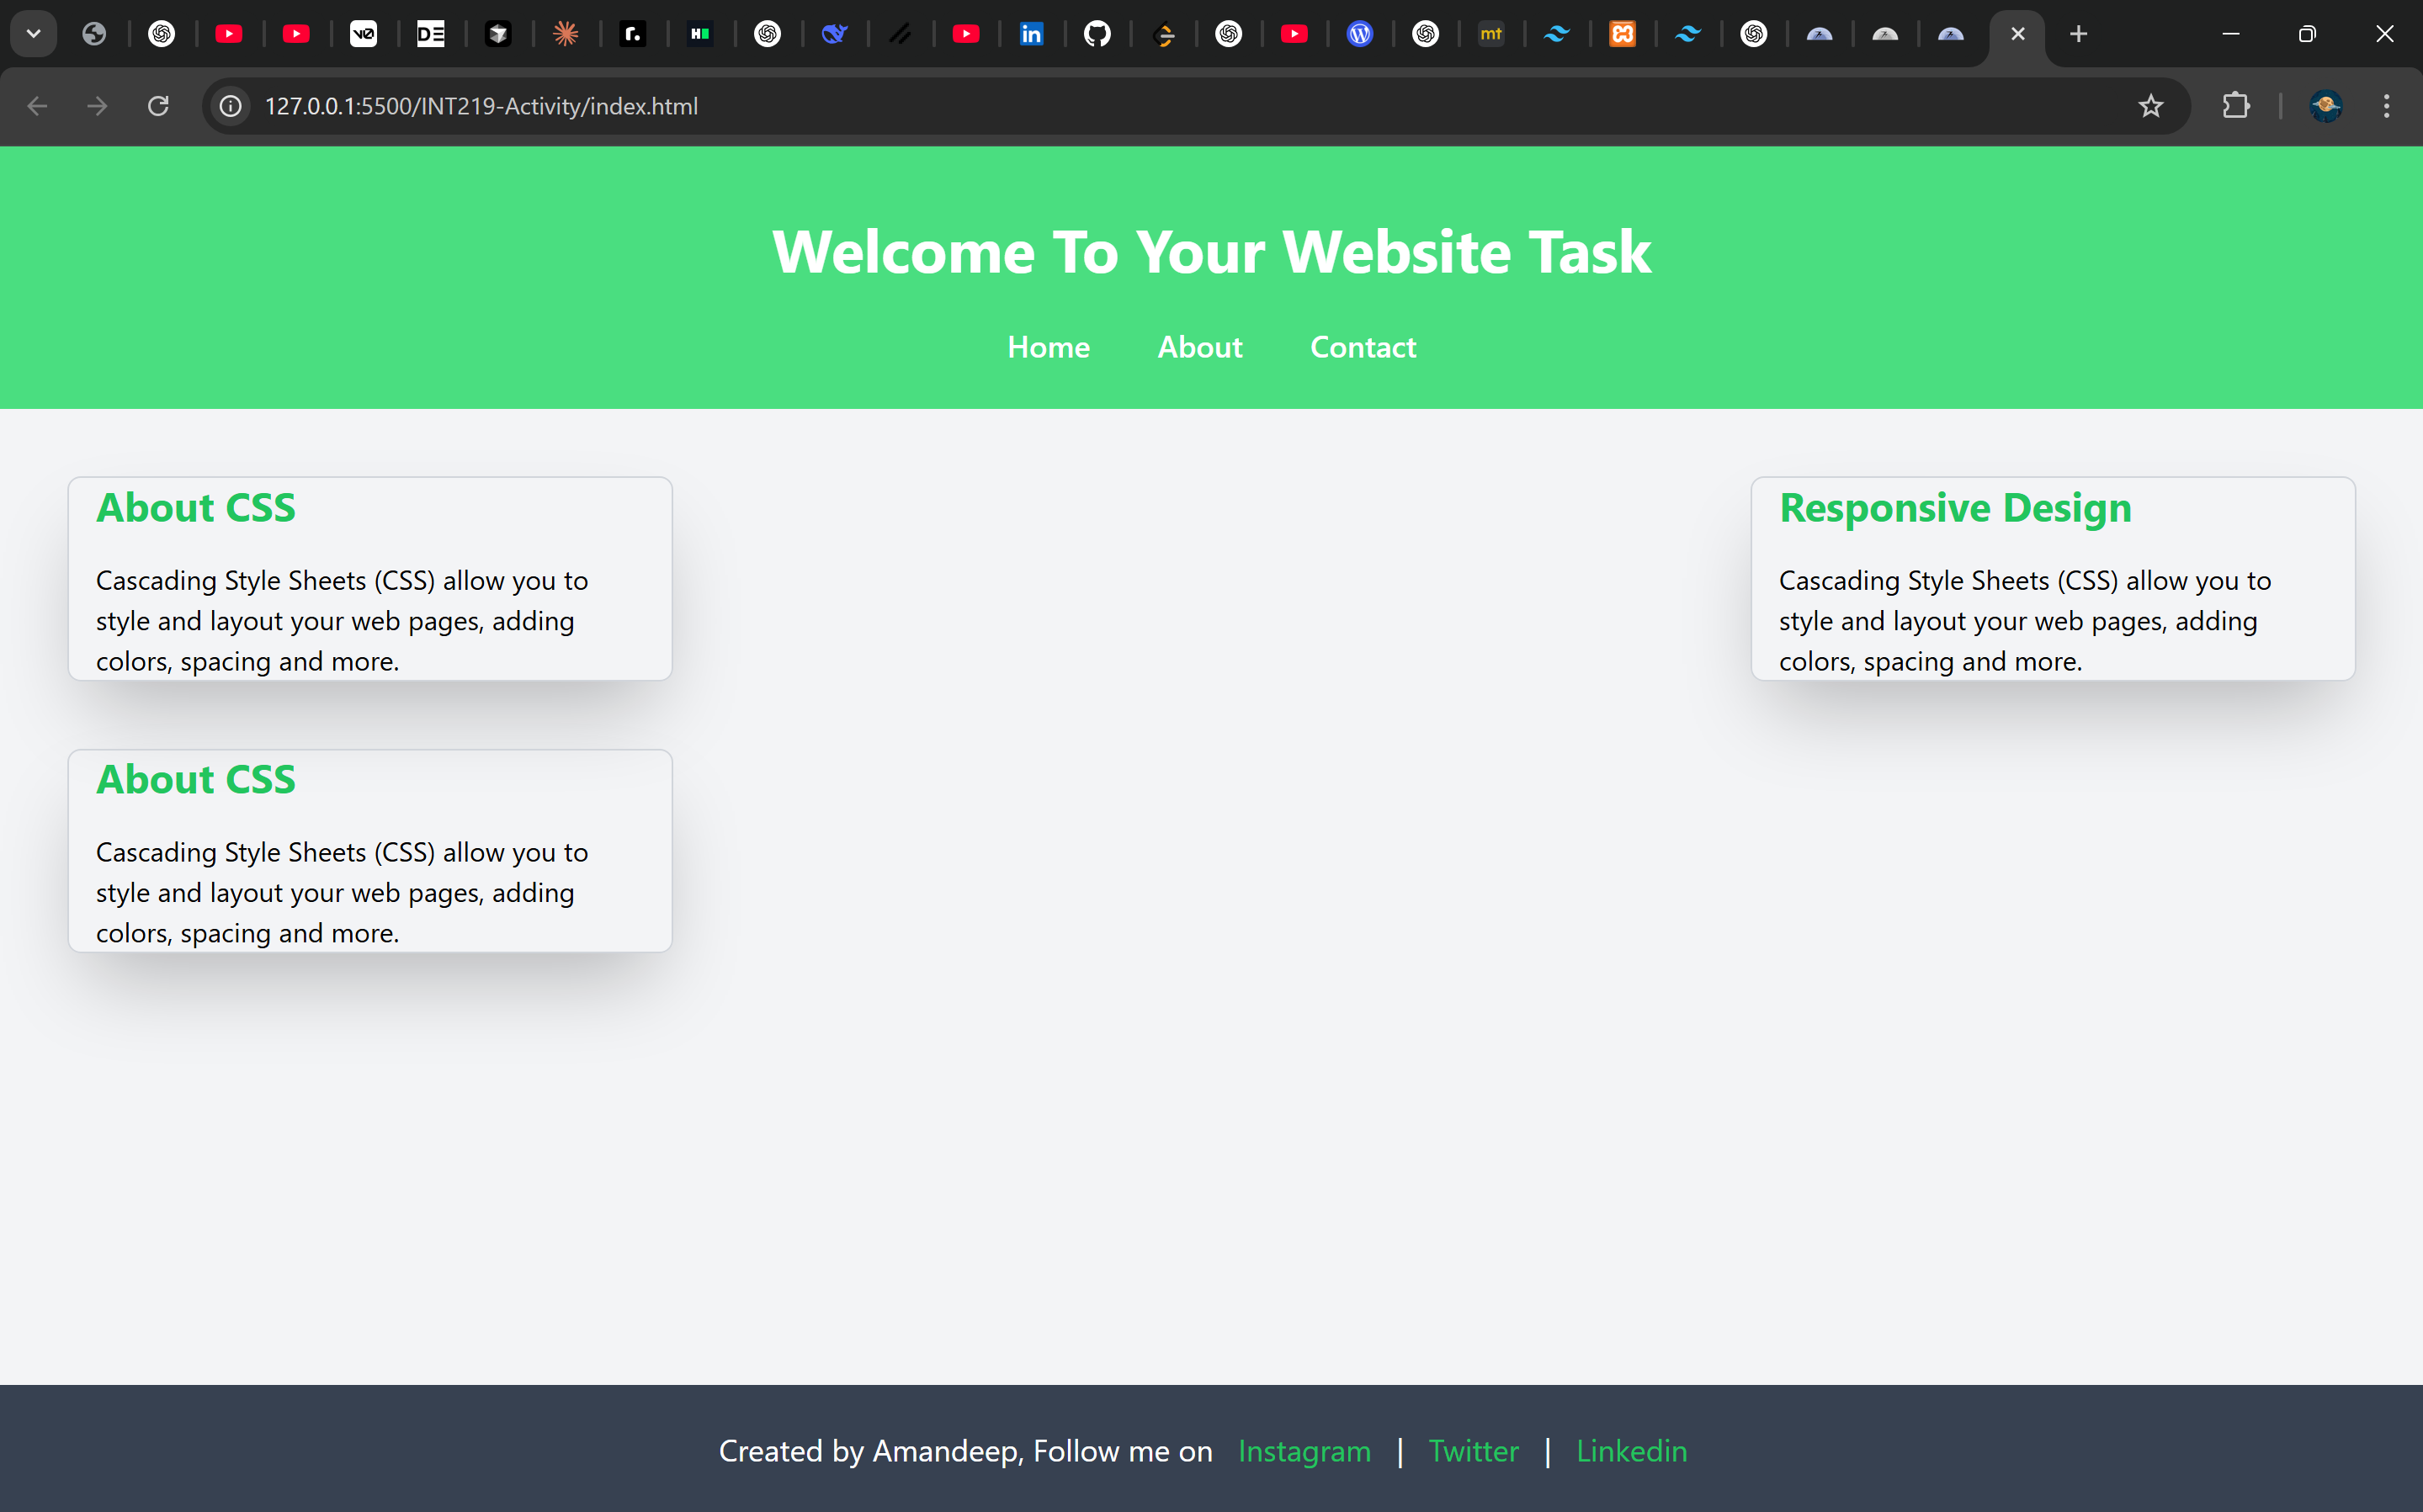 v0
DE
r.
H
mt
127.0.0.1:5500/INT219-Activity/index.html
Welcome To Your Website Task
Home About Contact
About CSS
Cascading Style Sheets (CSS) allow you to
style and layout your web pages, adding
colors, spacing and more.
Responsive Design
Cascading Style Sheets (CSS) allow you to
style and layout your web pages, adding
colors, spacing and more.
About CSS
Cascading Style Sheets (CSS) allow you to
style and layout your web pages, adding
colors, spacing and more.
Created by Amandeep, Follow me on Instagram | Twitter | Linkedin